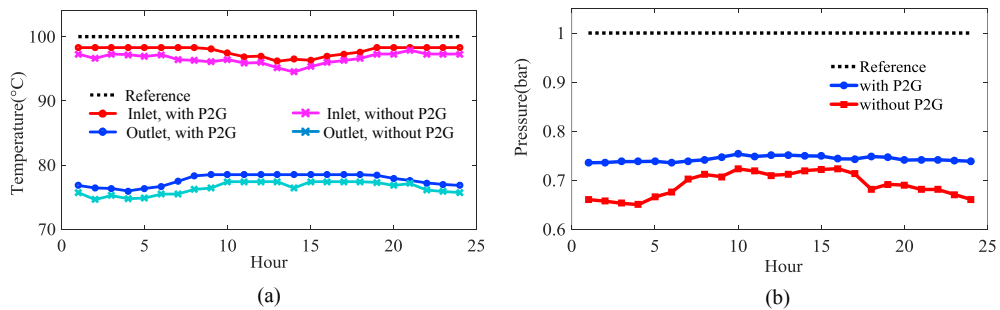 100
90
80
70
Temperature(°C)
Reference
Inlet, with P2G
Inlet, without P2G
Outlet, with P2G
Outlet, without P2G
0
5
10
15
20
25
Hour
(a)
1
0.9
0.8
0.7
0.6
Pressure(bar)
Reference
with P2G
without P2G
0
5
10
15
20
25
Hour
(b)